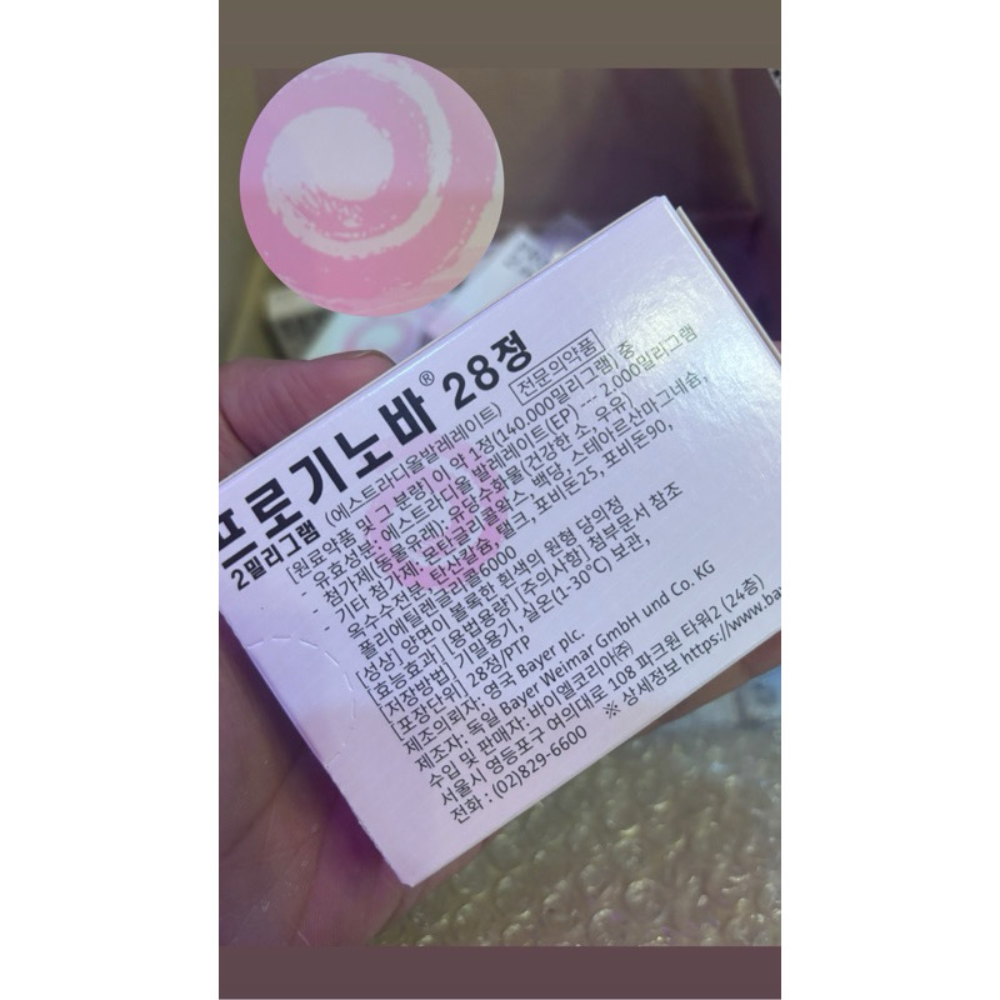 프로기노바® 28정
2밀리그램 (에스트라디올발레레이트) 전문의약품
[원료약품 및 그 분량] 이 약 1정(140.000밀리그램) 중
- 유효성분: 에스트라디올 발레레이트(EP) --- 2.000밀리그램
- 첨가제(동물유래): 유당수화물(건강한 소, 우유)
- 기타 첨가제: 몬탄글리콜왁스, 백당, 스테아르산마그네슘,
옥수수전분, 탄산칼슘, 탤크, 포비돈25, 포비돈90,
폴리에틸렌글리콜6000
[성상] 양면이 볼록한 흰색의 원형 당의정
[효능효과] [용법용량] [주의사항] 첨부문서 참조
[저장방법] 기밀용기, 실온(1-30°C) 보관,
[포장단위] 28정/PTP
제조의뢰자: 영국 Bayer plc.
제조자: 독일 Bayer Weimar GmbH und Co. KG
수입 및 판매자: 바이엘코리아㈜
서울시 영등포구 여의대로 108 파크원 타워2 (24층)
전화 : (02)829-6600 ※ 상세정보 https://www.ba